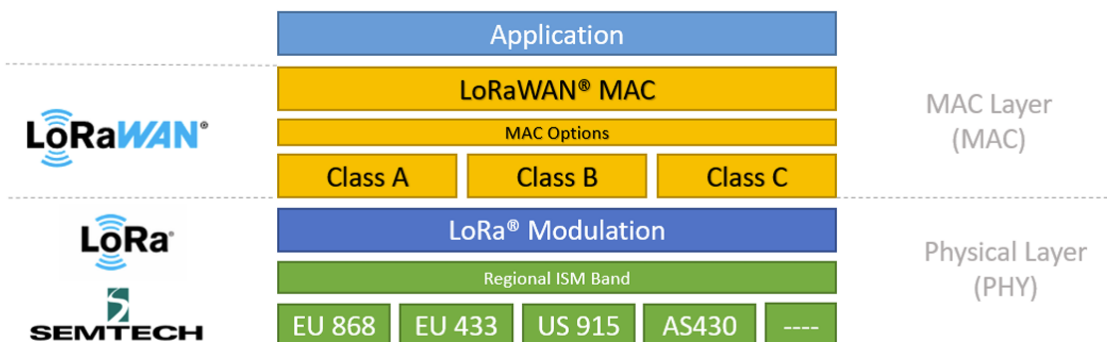 Application
LoRaWAN® MAC
LoRaWAN®
MAC Layer
(MAC)
MAC Options
Class A Class B Class C
LoRa®
LoRa® Modulation
Physical Layer
(PHY)
Regional ISM Band
SEMTECH
EU 868 EU 433 US 915 AS430 ----